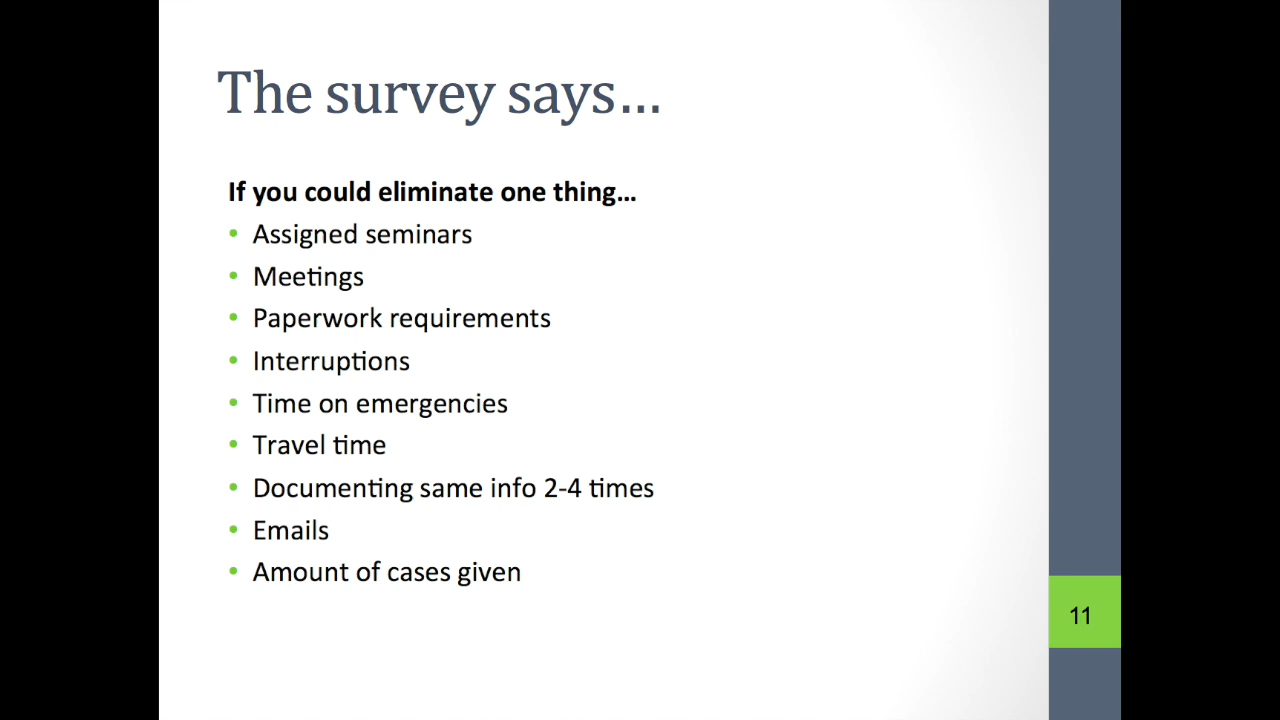 The survey says…
If you could eliminate one thing…
• Assigned seminars
• Meetings
• Paperwork requirements
• Interruptions
• Time on emergencies
• Travel time
• Documenting same info 2-4 times
• Emails
• Amount of cases given
11